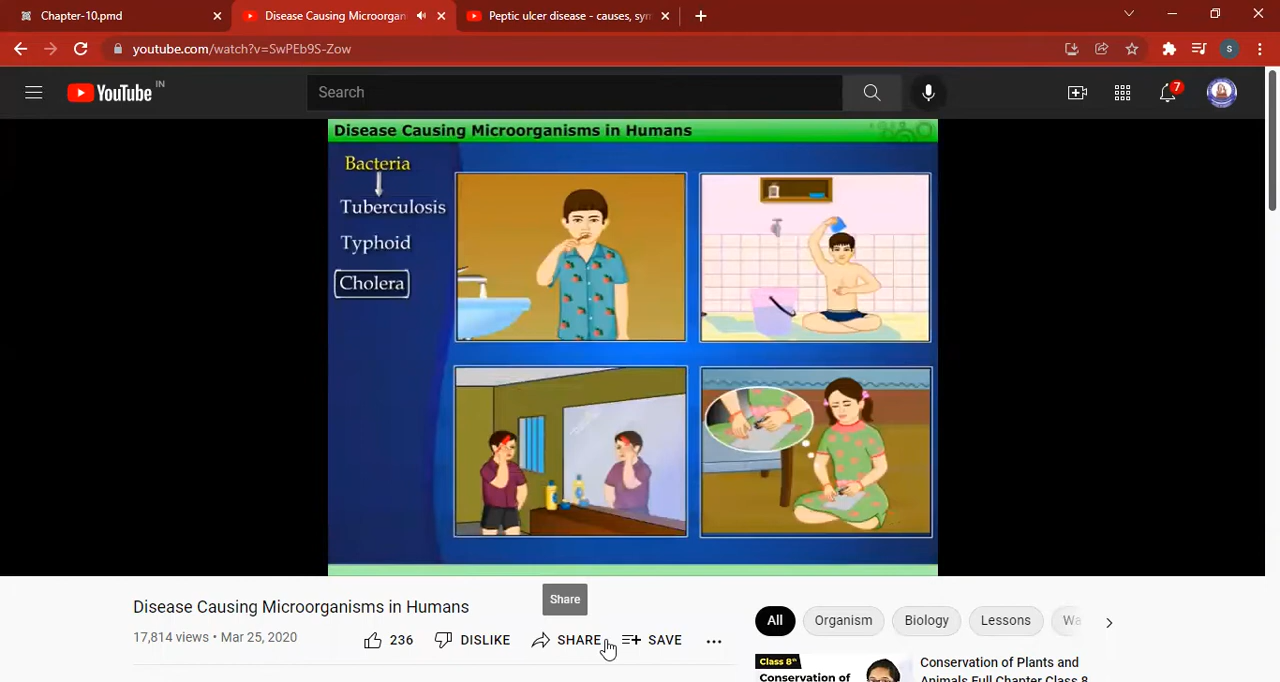 Chapter-10.pmd
Disease Causing Microorgan
Peptic ulcer disease - causes, sym
youtube.com/watch?v=SwPEb9S-Zow
S
YouTube IN
Search
7
Disease Causing Microorganisms in Humans
Bacteria
Tuberculosis
Typhoid
Cholera
Share
Disease Causing Microorganisms in Humans
17,814 views • Mar 25, 2020
236 DISLIKE SHARE SAVE
All Organism Biology Lessons Wa
Class 8th
Conservation of
Conservation of Plants and
Animals Full Chapter Class 8